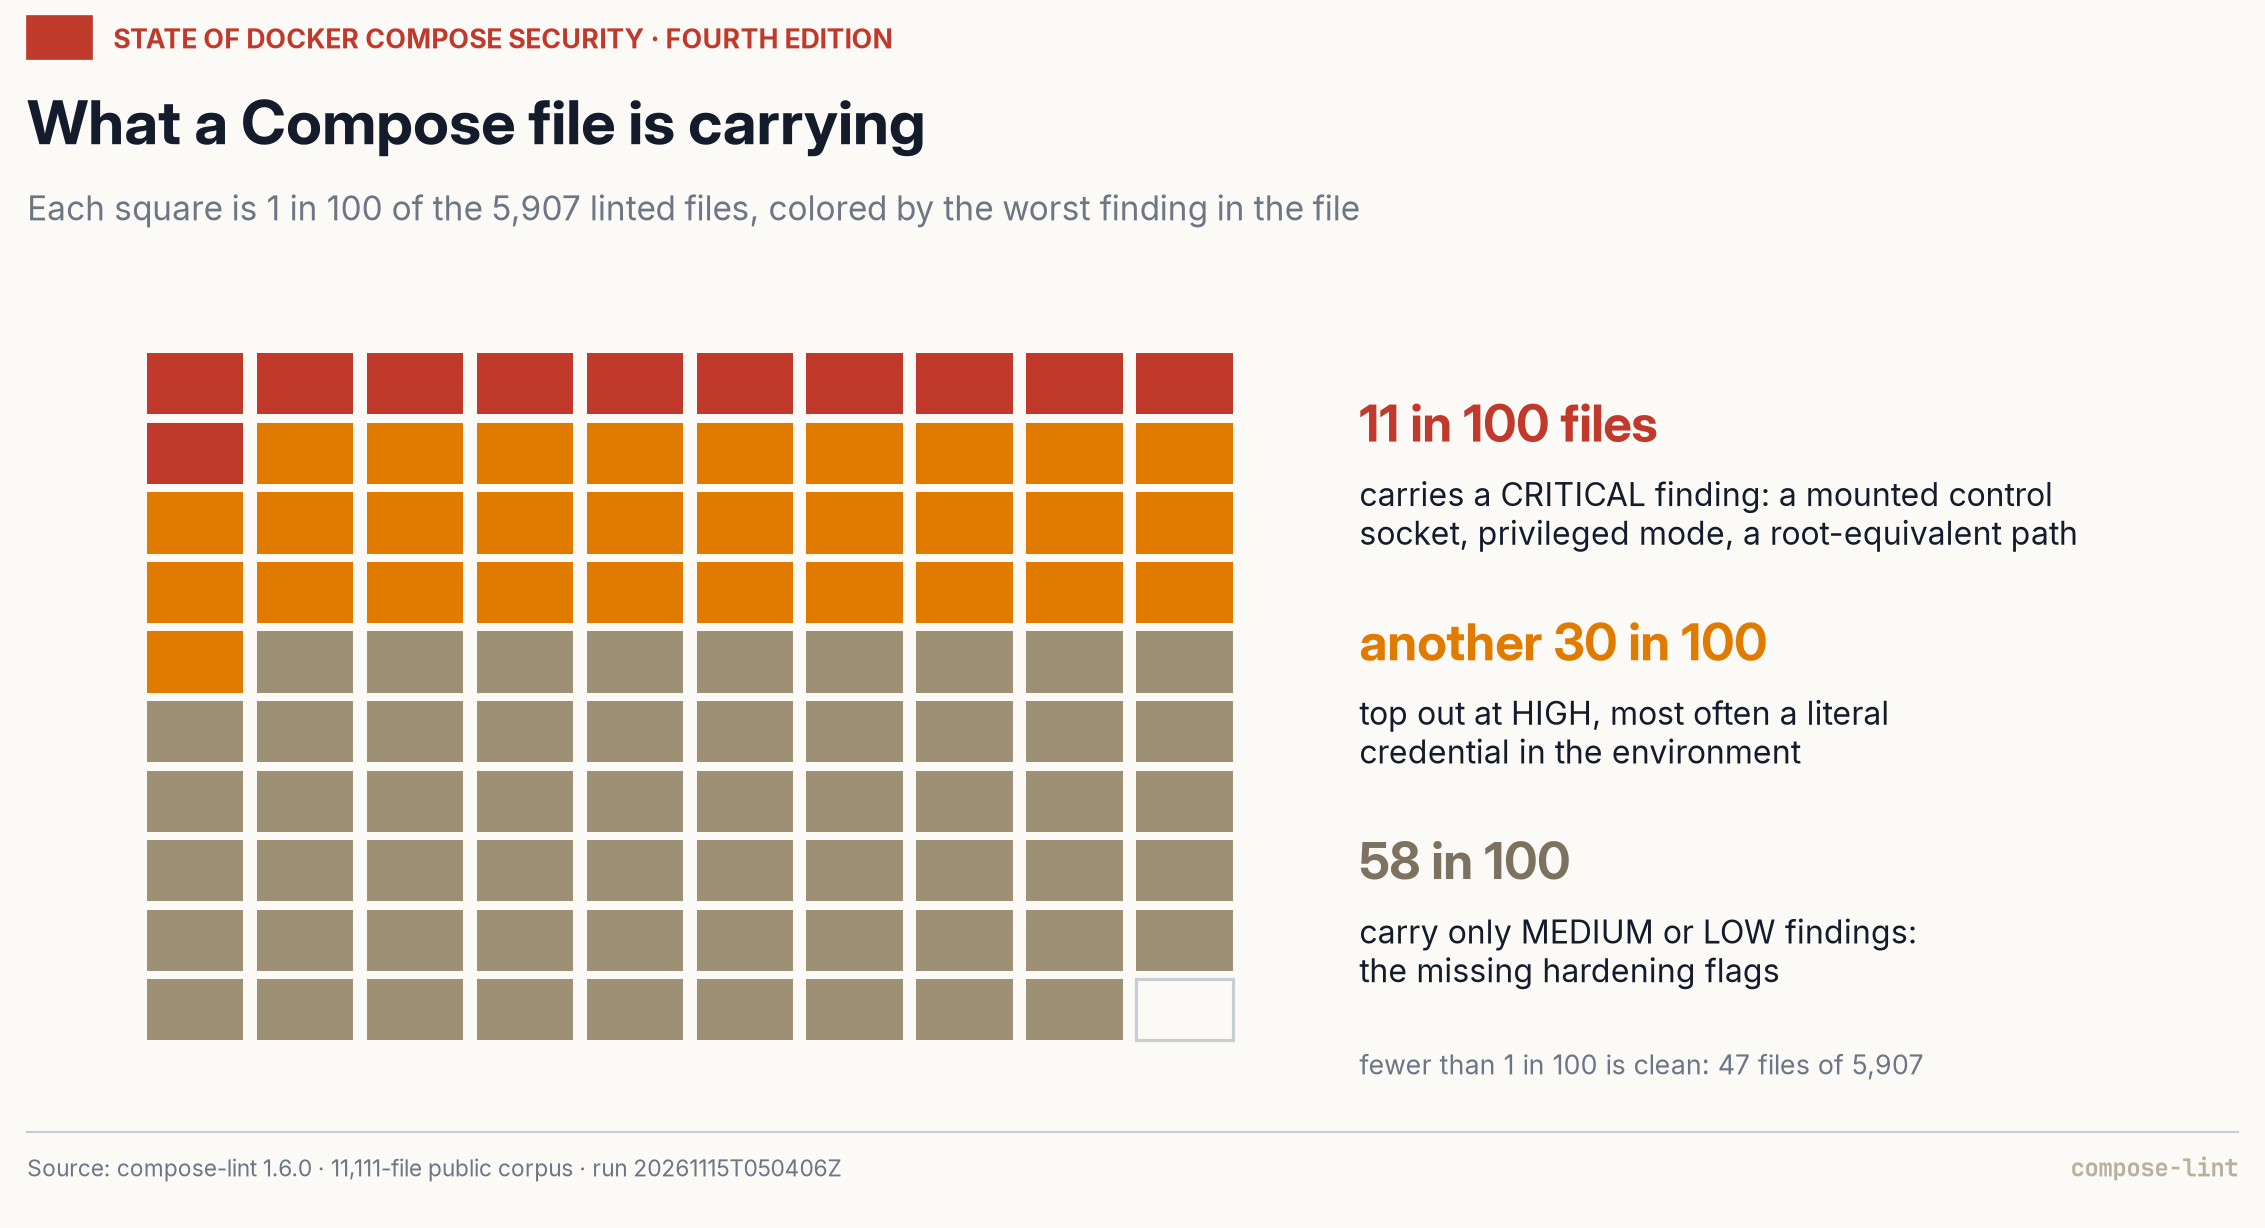 STATE OF DOCKER COMPOSE SECURITY · FOURTH EDITION
What a Compose file is carrying
Each square is 1 in 100 of the 5,907 linted files, colored by the worst finding in the file
11 in 100 files
carries a CRITICAL finding: a mounted control
socket, privileged mode, a root-equivalent path
another 30 in 100
top out at HIGH, most often a literal
credential in the environment
58 in 100
carry only MEDIUM or LOW findings:
the missing hardening flags
fewer than 1 in 100 is clean: 47 files of 5,907
Source: compose-lint 1.6.0 · 11,111-file public corpus · run 20261115T050406Z
compose-lint